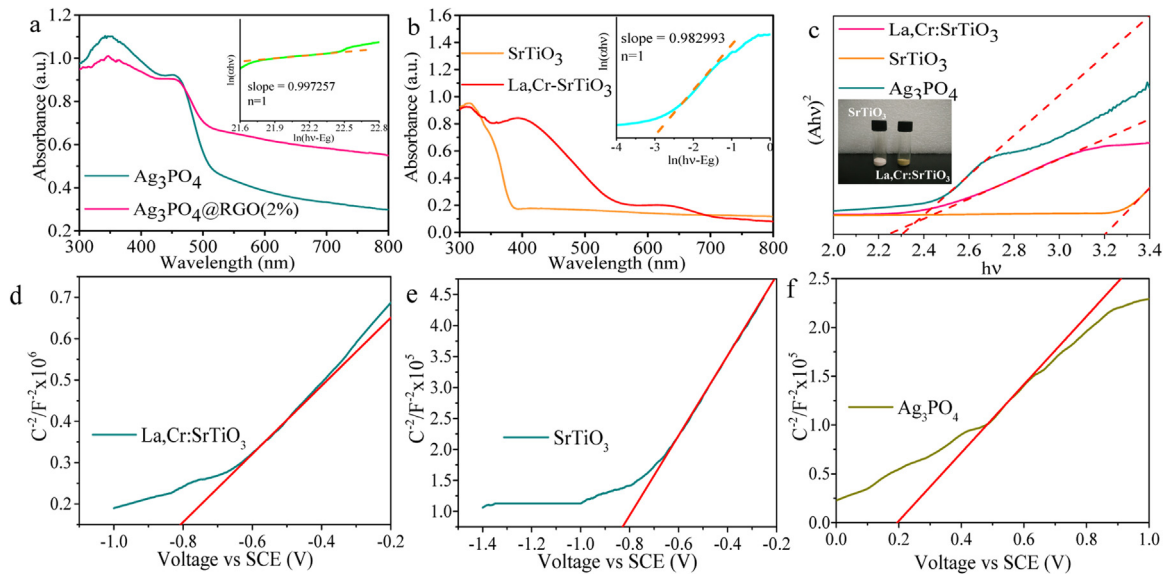 a
Absorbance (a.u.)
1.2
1.0
0.8
0.6
0.4
0.2
300 400 500 600 700 800
Wavelength (nm)
Ag3PO4
Ag3PO4@RGO(2%)
ln(αhν)
slope = 0.997257
n=1
21.6 21.9 22.2 22.5 22.8
ln(hν-Eg)
b
Absorbance (a.u.)
1.6
1.4
1.2
1.0
0.8
0.6
0.4
0.2
0.0
300 400 500 600 700 800
Wavelength (nm)
SrTiO3
La,Cr-SrTiO3
slope = 0.982993
n=1
ln(αhν)
-4 -3 -2 -1 0
ln(hν-Eg)
c
(Ahν)2
La,Cr:SrTiO3
SrTiO3
Ag3PO4
SrTiO3
La,Cr:SrTiO3
2.0 2.2 2.4 2.6 2.8 3.0 3.2 3.4
hν
d
C-2/F-2x106
0.7
0.6
0.5
0.4
0.3
0.2
La,Cr:SrTiO3
-1.0 -0.8 -0.6 -0.4 -0.2
Voltage vs SCE (V)
e
C-2/F-2x105
4.5
4.0
3.5
3.0
2.5
2.0
1.5
1.0
SrTiO3
-1.4 -1.2 -1.0 -0.8 -0.6 -0.4 -0.2
Voltage vs SCE (V)
f
C-2/F-2x105
2.5
2.0
1.5
1.0
0.5
0.0
Ag3PO4
0.0 0.2 0.4 0.6 0.8 1.0
Voltage vs SCE (V)